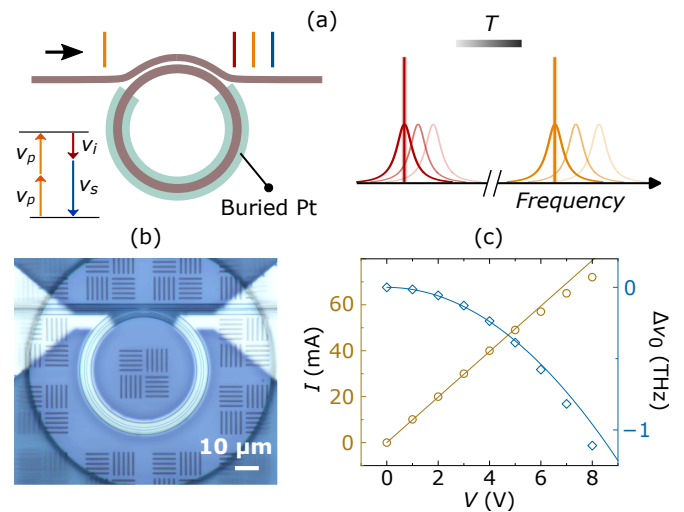 (a)
T
ν_p
ν_i
ν_p
ν_s
Buried Pt
Frequency
(b)
(c)
10 μm
I (mA)
60
40
20
0
0
2
4
6
8
V (V)
0
−1
Δν₀ (THz)